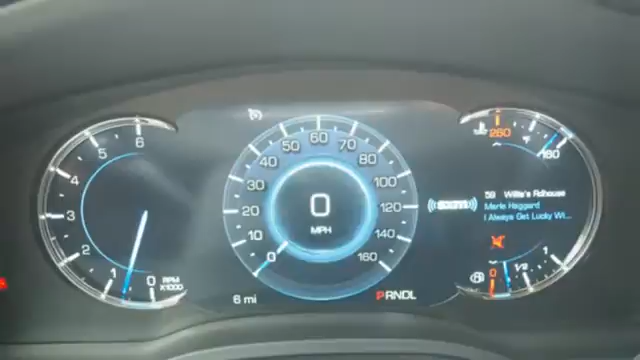 6
5
4
3
2
1
0
RPM
X1000
60
50
70
40
80
30
100
20
120
10
140
0
160
0
MPH
6 mi
PRNDL
260
°F
160
59 Willie's Rdhouse
Merle Haggard
I Always Get Lucky Wi...
0
1/2
1